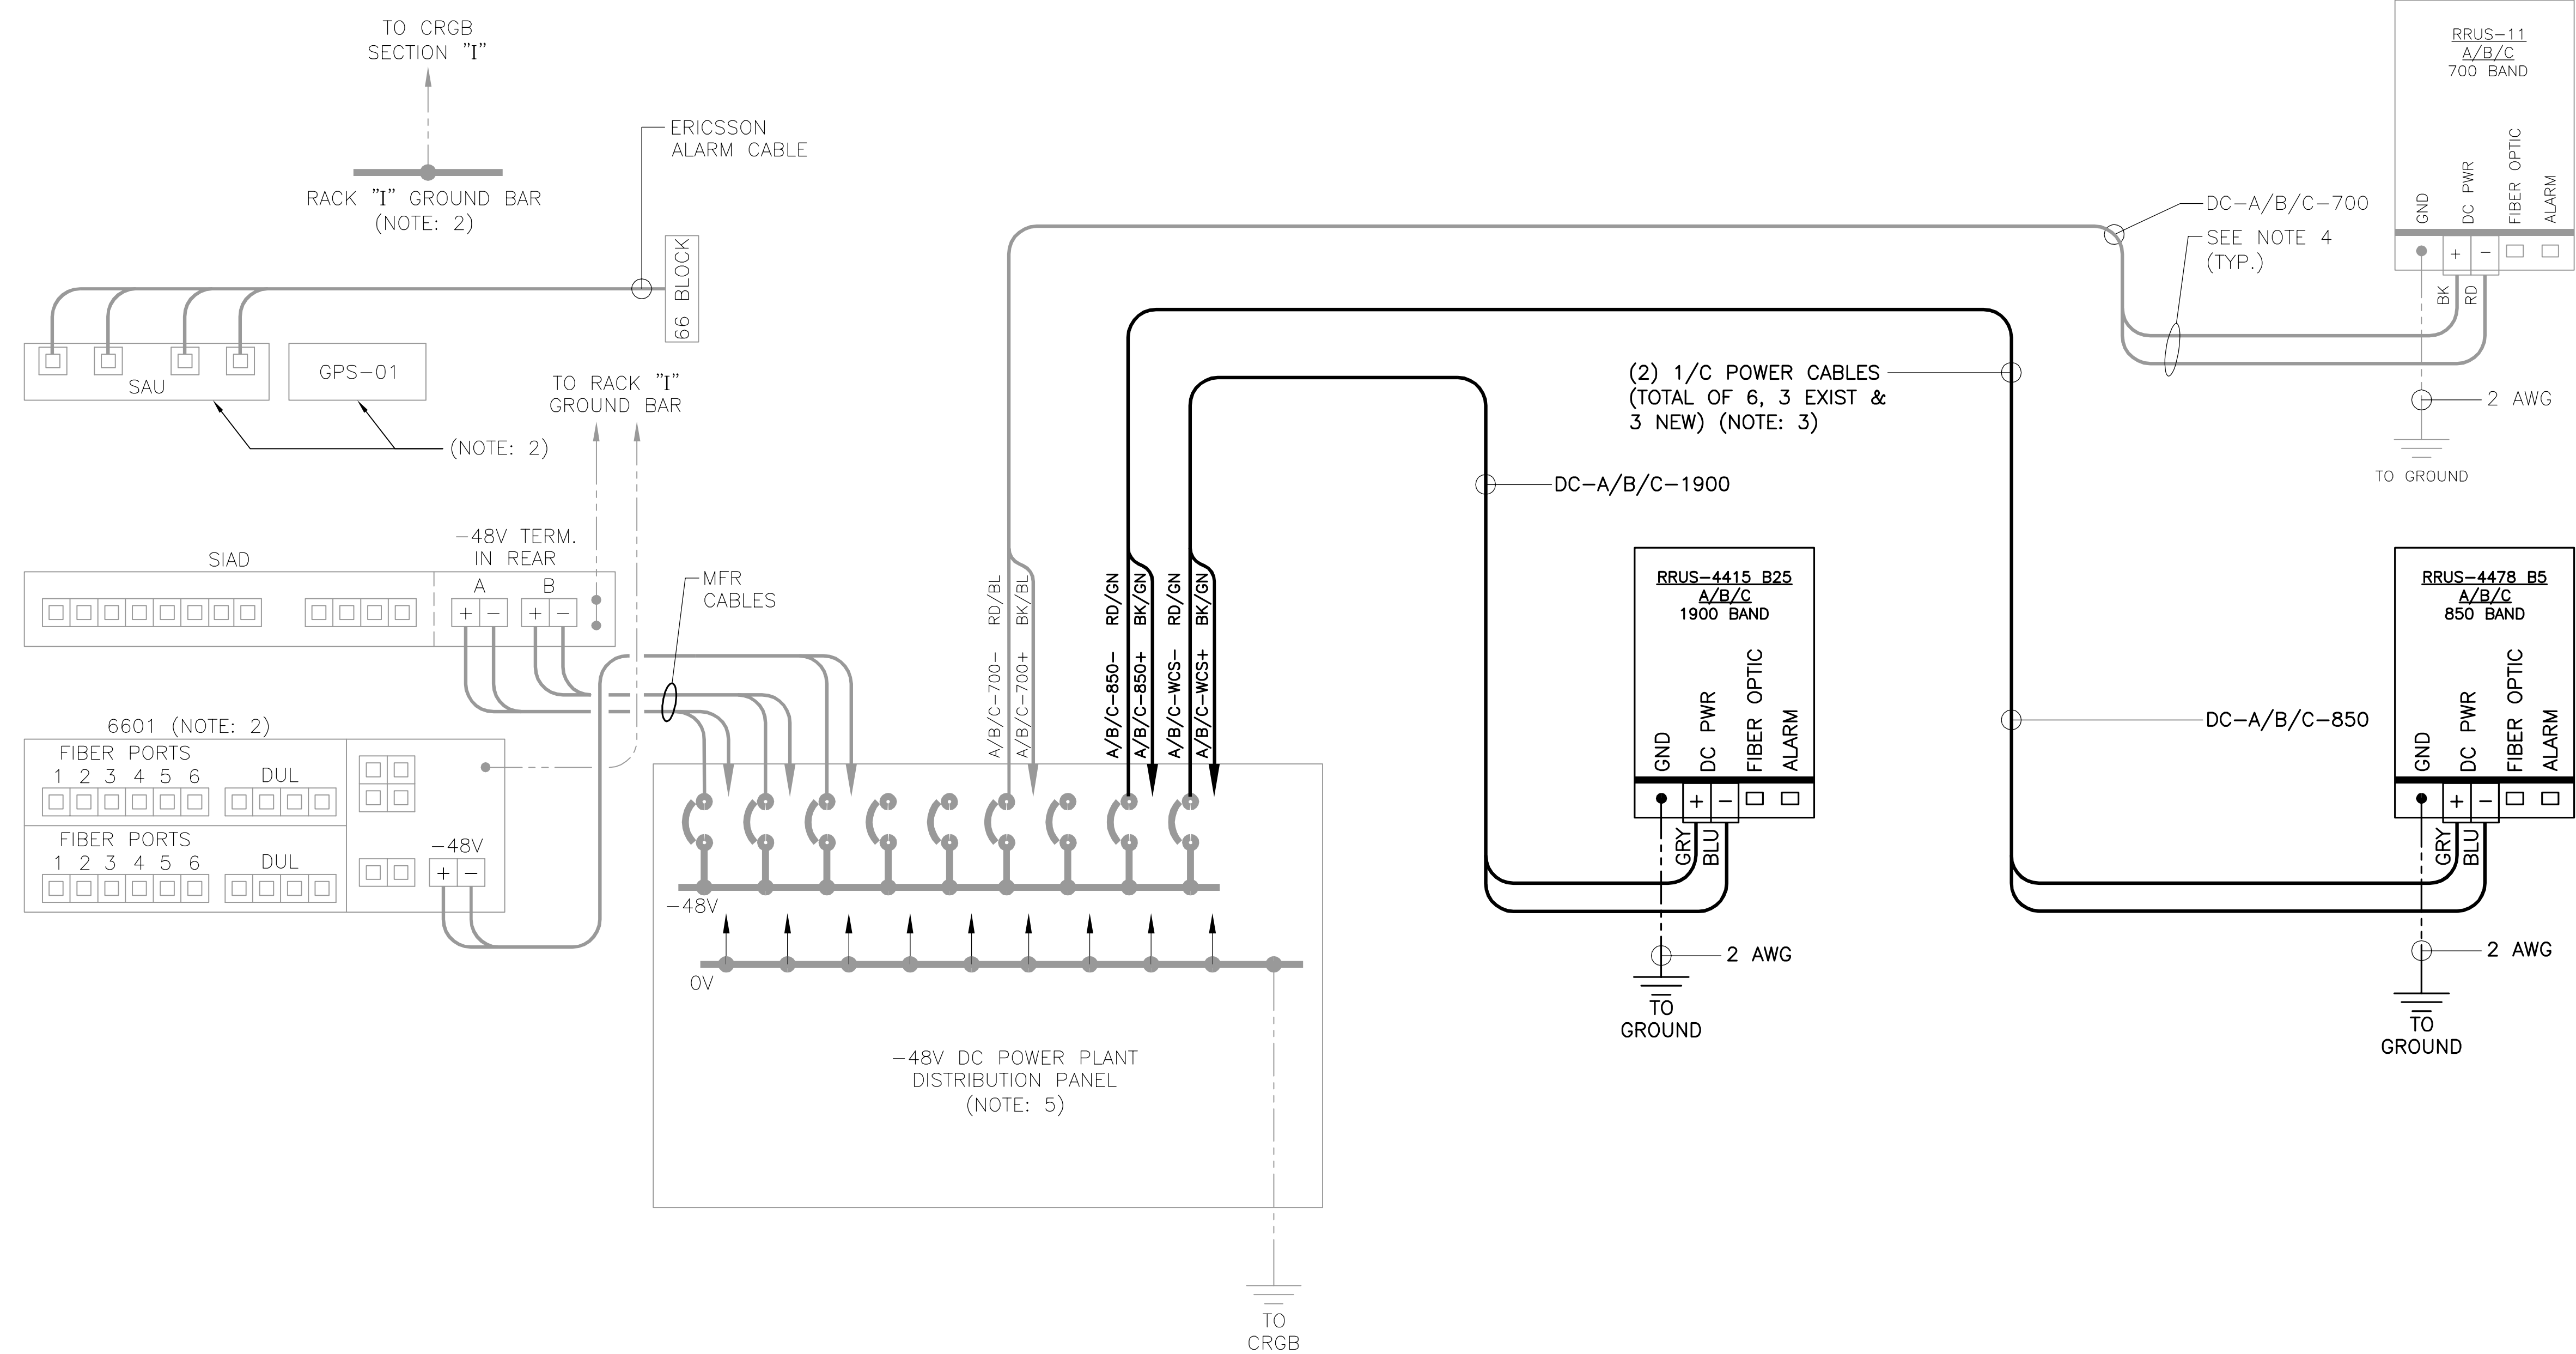 TO CRGB
SECTION "I"
RACK "I" GROUND BAR
(NOTE: 2)
ERICSSON
ALARM CABLE
66 BLOCK
SAU
GPS-01
(NOTE: 2)
TO RACK "I"
GROUND BAR
SIAD
-48V TERM.
IN REAR
A B
+ - + -
MFR
CABLES
6601 (NOTE: 2)
FIBER PORTS
1 2 3 4 5 6 DUL
FIBER PORTS
1 2 3 4 5 6 DUL
-48V
+ -
A/B/C-700- RD/BL
A/B/C-700+ BK/BL
A/B/C-850- RD/GN
A/B/C-850+ BK/GN
A/B/C-WCS- RD/GN
A/B/C-WCS+ BK/GN
-48V
0V
-48V DC POWER PLANT
DISTRIBUTION PANEL
(NOTE: 5)
TO
CRGB
(2) 1/C POWER CABLES
(TOTAL OF 6, 3 EXIST &
3 NEW) (NOTE: 3)
DC-A/B/C-1900
RRUS-4415 B25
A/B/C
1900 BAND
GND
DC PWR
FIBER OPTIC
ALARM
+ -
GRY
BLU
2 AWG
TO
GROUND
RRUS-11
A/B/C
700 BAND
GND
DC PWR
FIBER OPTIC
ALARM
+ -
BK
RD
DC-A/B/C-700
SEE NOTE 4
(TYP.)
2 AWG
TO GROUND
RRUS-4478 B5
A/B/C
850 BAND
GND
DC PWR
FIBER OPTIC
ALARM
+ -
GRY
BLU
DC-A/B/C-850
2 AWG
TO
GROUND